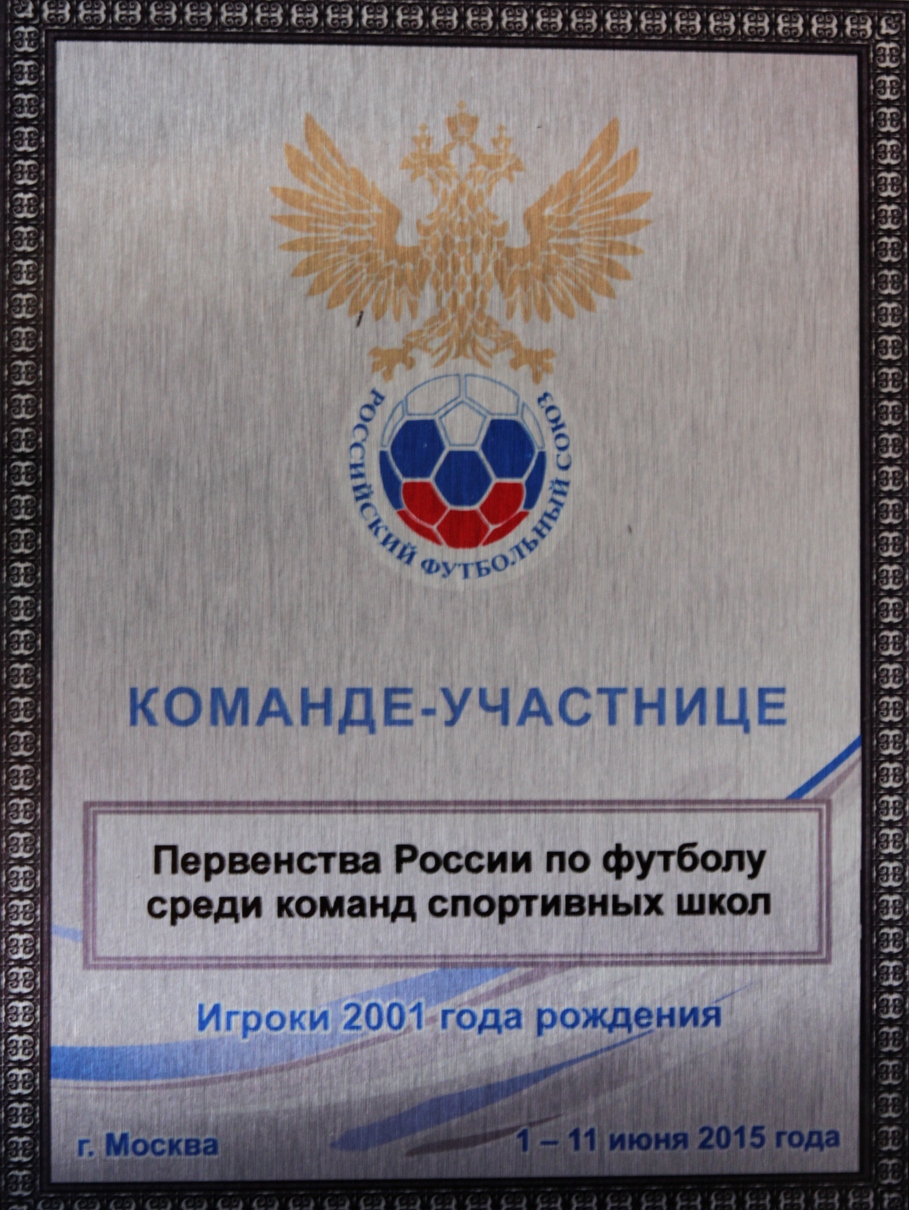 РОССИЙСКИЙ ФУТБОЛЬНЫЙ СОЮЗ
КОМАНДЕ-УЧАСТНИЦЕ
Первенства России по футболу
среди команд спортивных школ
Игроки 2001 года рождения
г. Москва
1 – 11 июня 2015 года